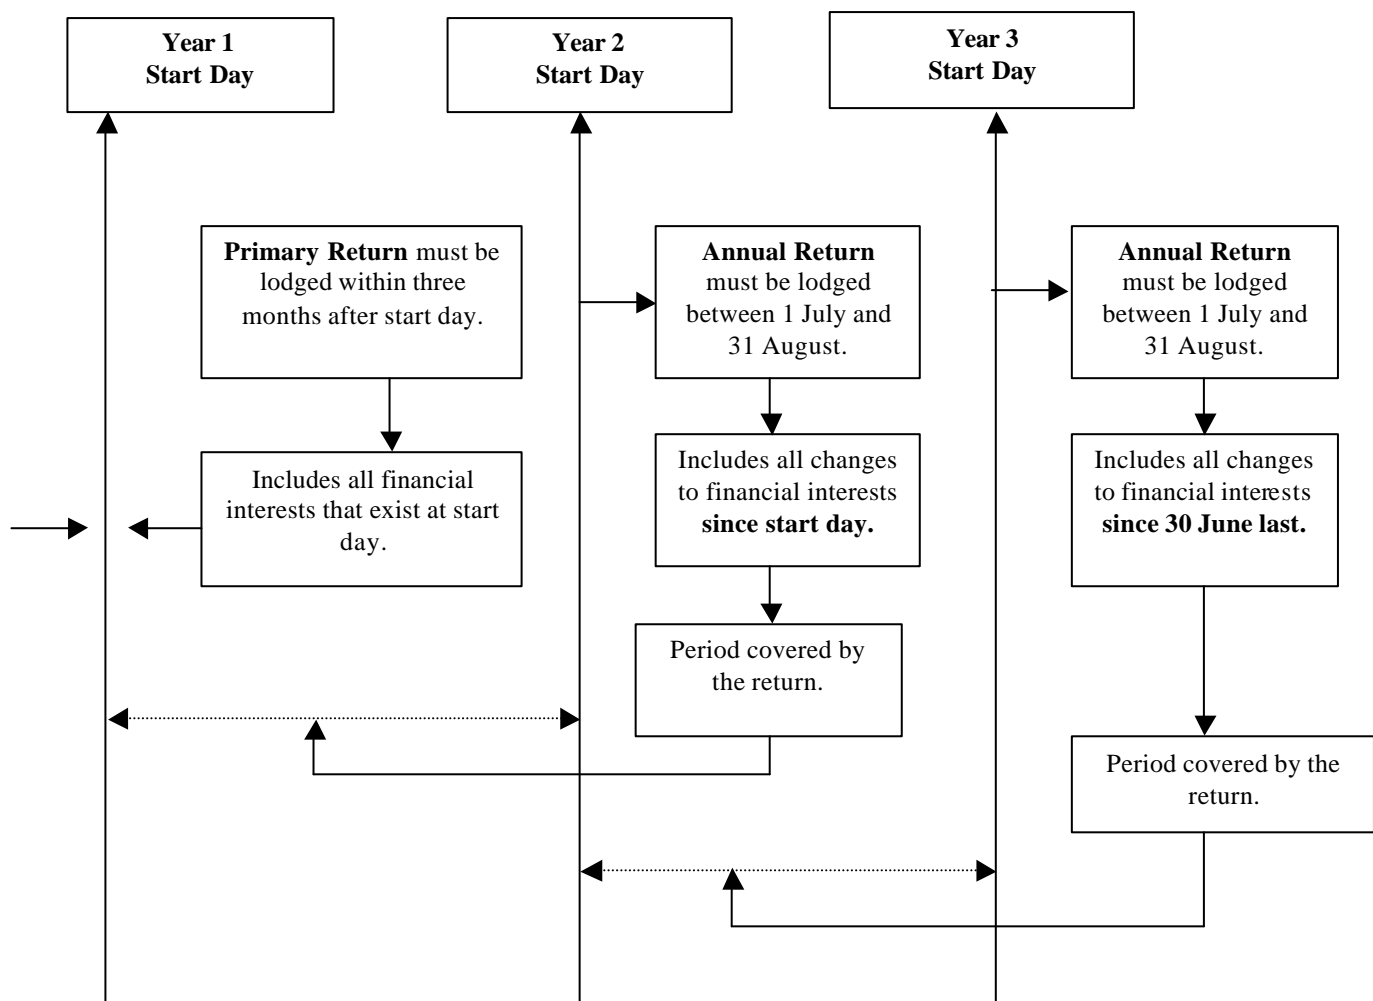 Year 1
Start Day
Year 2
Start Day
Year 3
Start Day
Primary Return must be
lodged within three
months after start day.
Includes all financial
interests that exist at start
day.
Annual Return
must be lodged
between 1 July and
31 August.
Includes all changes
to financial interests
since start day.
Period covered by
the return.
Annual Return
must be lodged
between 1 July and
31 August.
Includes all changes
to financial interests
since 30 June last.
Period covered by the
return.